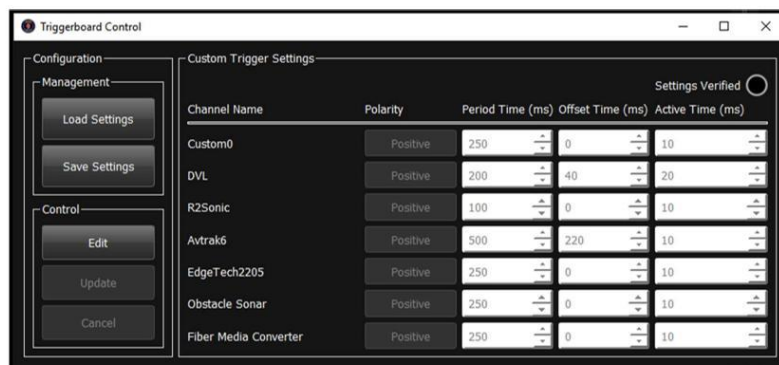 Triggerboard Control
Configuration
Management
Load Settings
Save Settings
Control
Edit
Update
Cancel
Custom Trigger Settings
Settings Verified
Channel Name Polarity Period Time (ms) Offset Time (ms) Active Time (ms)
Custom0 Positive 250 0 10
DVL Positive 200 40 20
R2Sonic Positive 100 0 10
Avtrak6 Positive 500 220 10
EdgeTech2205 Positive 250 0 10
Obstacle Sonar Positive 250 0 10
Fiber Media Converter Positive 250 0 10